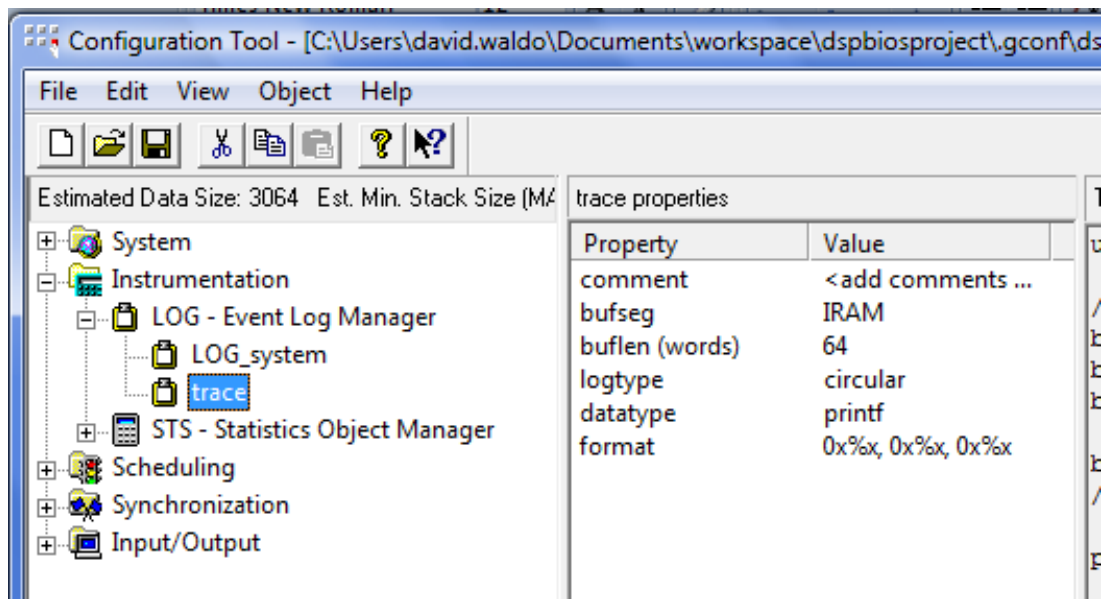 Configuration Tool - [C:\Users\david.waldo\Documents\workspace\dspbiosproject\.gconf\ds
File Edit View Object Help
Estimated Data Size: 3064 Est. Min. Stack Size (MA
trace properties
System
Instrumentation
LOG - Event Log Manager
LOG_system
trace
STS - Statistics Object Manager
Scheduling
Synchronization
Input/Output
Property Value
comment <add comments ...
bufseg IRAM
buflen (words) 64
logtype circular
datatype printf
format 0x%x, 0x%x, 0x%x